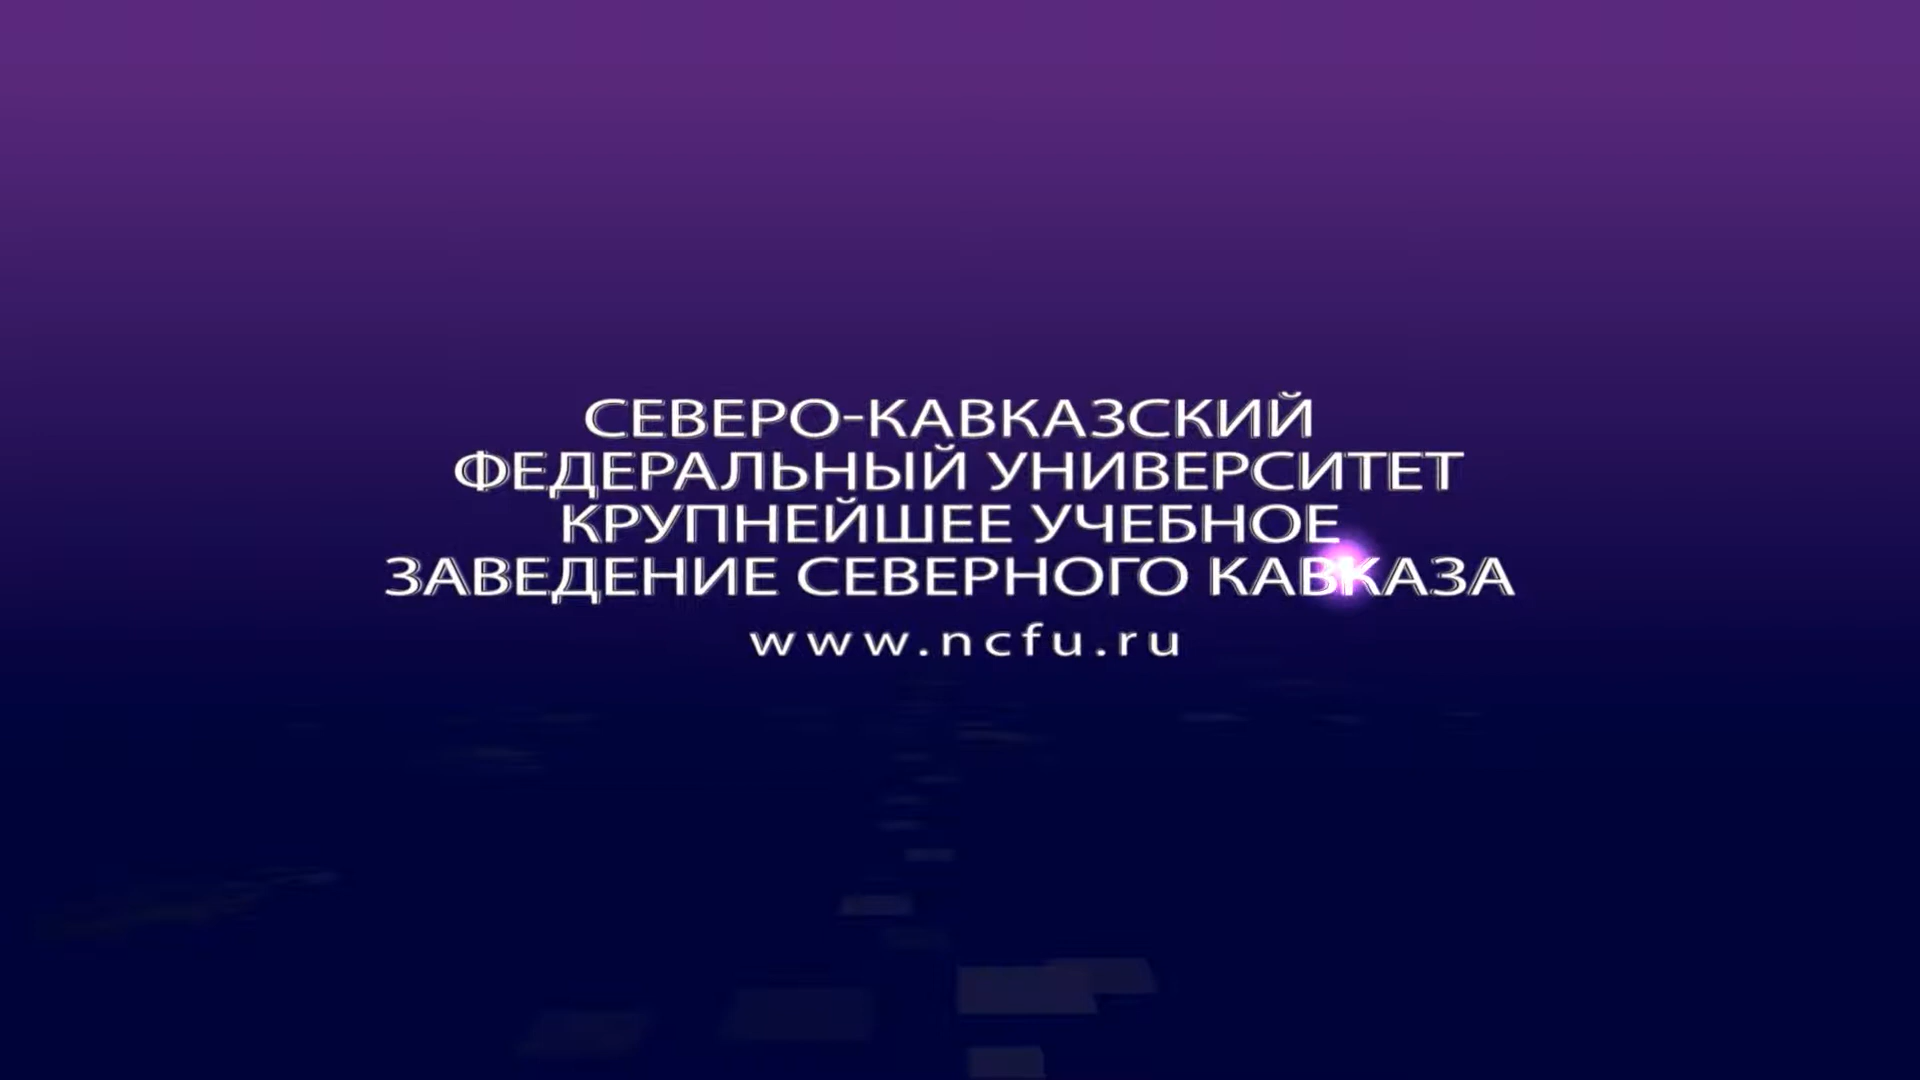 СЕВЕРО-КАВКАЗСКИЙ
ФЕДЕРАЛЬНЫЙ УНИВЕРСИТЕТ
КРУПНЕЙШЕЕ УЧЕБНОЕ
ЗАВЕДЕНИЕ СЕВЕРНОГО КАВКАЗА
www.ncfu.ru